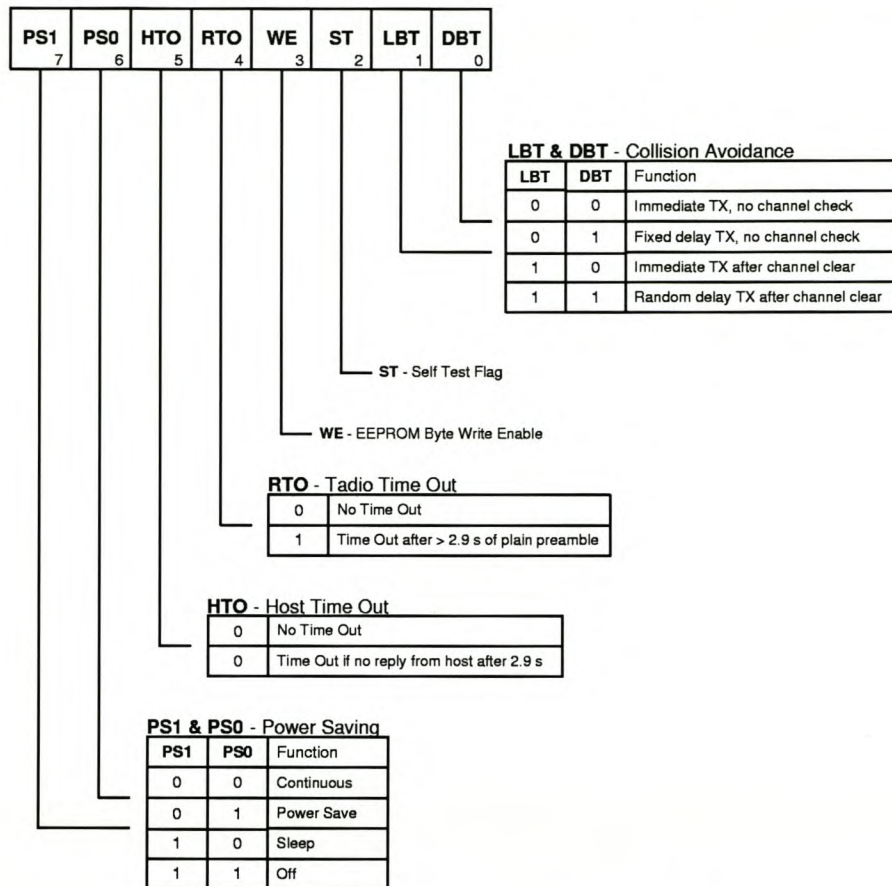 PS1 PS0 HTO RTO WE ST LBT DBT
7 6 5 4 3 2 1 0
LBT & DBT - Collision Avoidance
LBT DBT Function
0 0 Immediate TX, no channel check
0 1 Fixed delay TX, no channel check
1 0 Immediate TX after channel clear
1 1 Random delay TX after channel clear
ST - Self Test Flag
WE - EEPROM Byte Write Enable
RTO - Tadio Time Out
0 No Time Out
1 Time Out after > 2.9 s of plain preamble
HTO - Host Time Out
0 No Time Out
0 Time Out if no reply from host after 2.9 s
PS1 & PS0 - Power Saving
PS1 PS0 Function
0 0 Continuous
0 1 Power Save
1 0 Sleep
1 1 Off